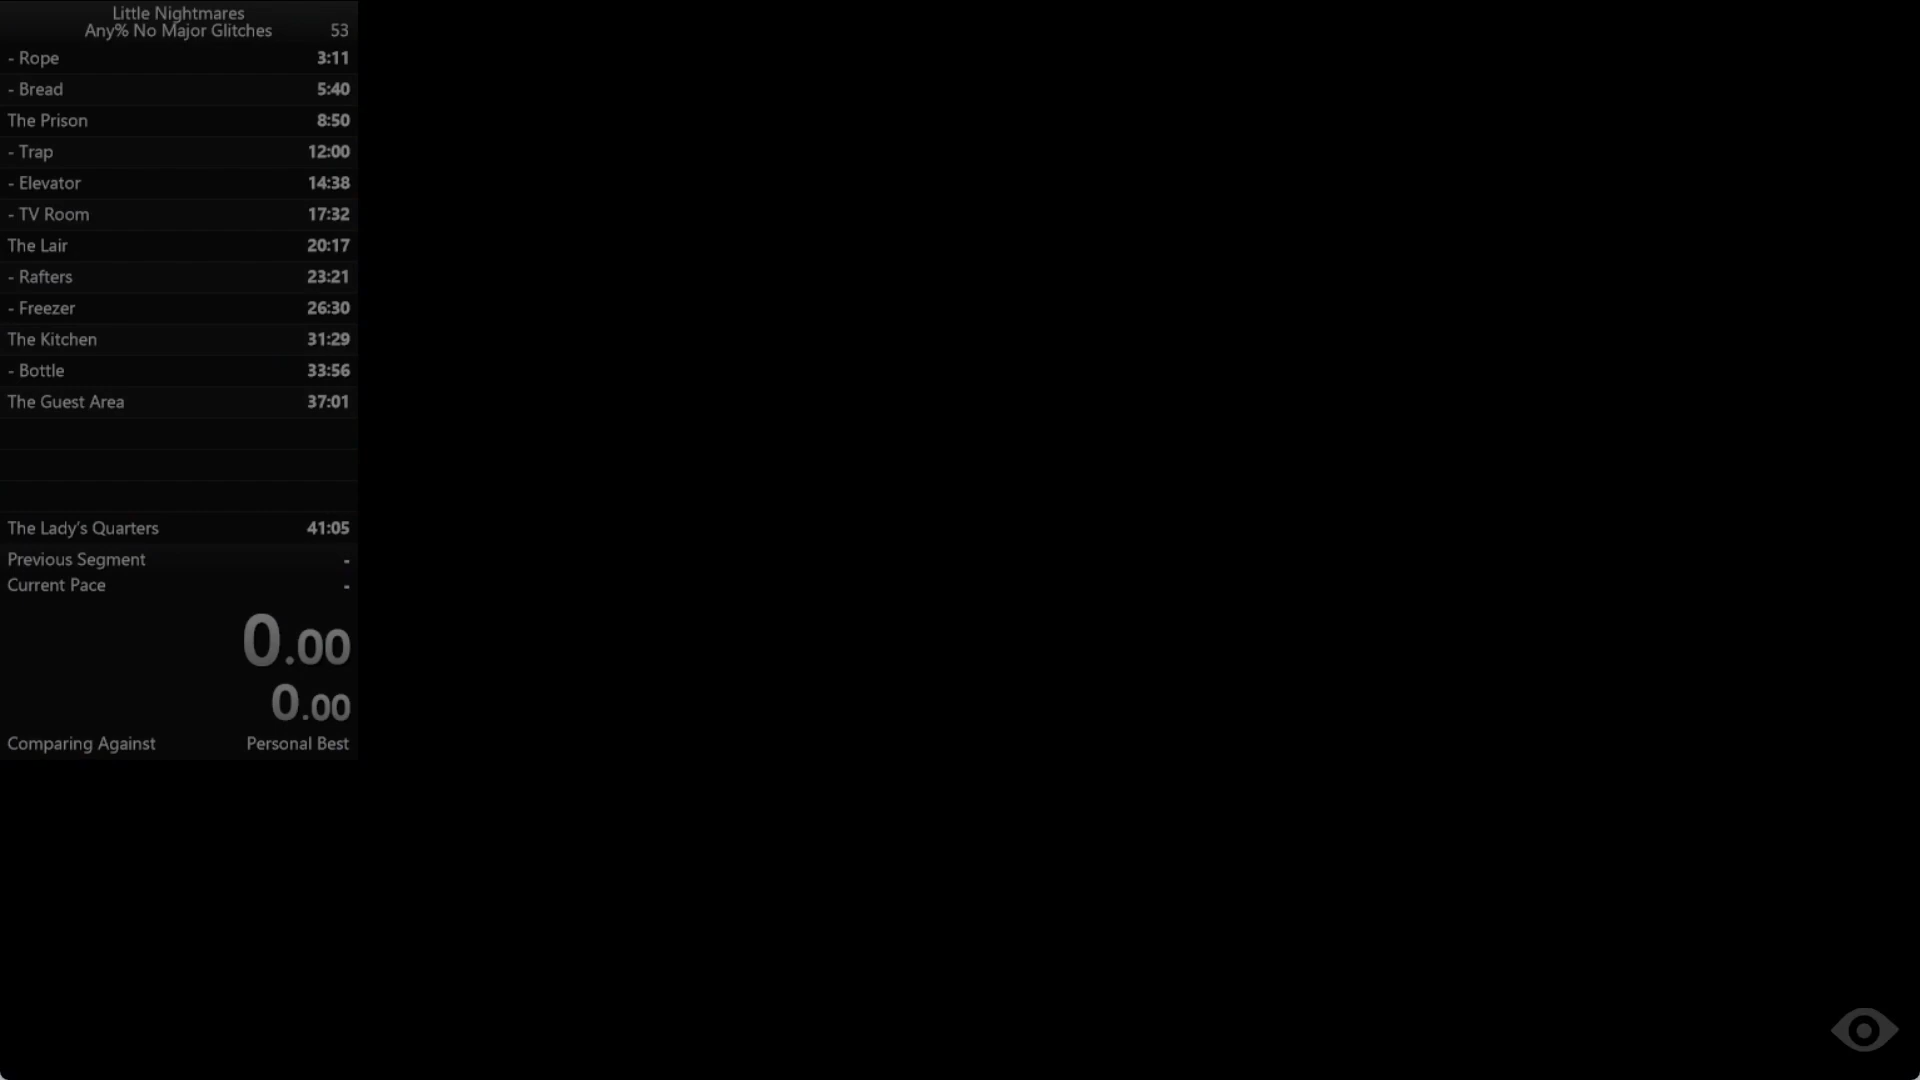 Little Nightmares
Any% No Major Glitches 53
- Rope 3:11
- Bread 5:40
The Prison 8:50
- Trap 12:00
- Elevator 14:38
- TV Room 17:32
The Lair 20:17
- Rafters 23:21
- Freezer 26:30
The Kitchen 31:29
- Bottle 33:56
The Guest Area 37:01
The Lady’s Quarters 41:05
Previous Segment -
Current Pace -
0.00
0.00
Comparing Against Personal Best